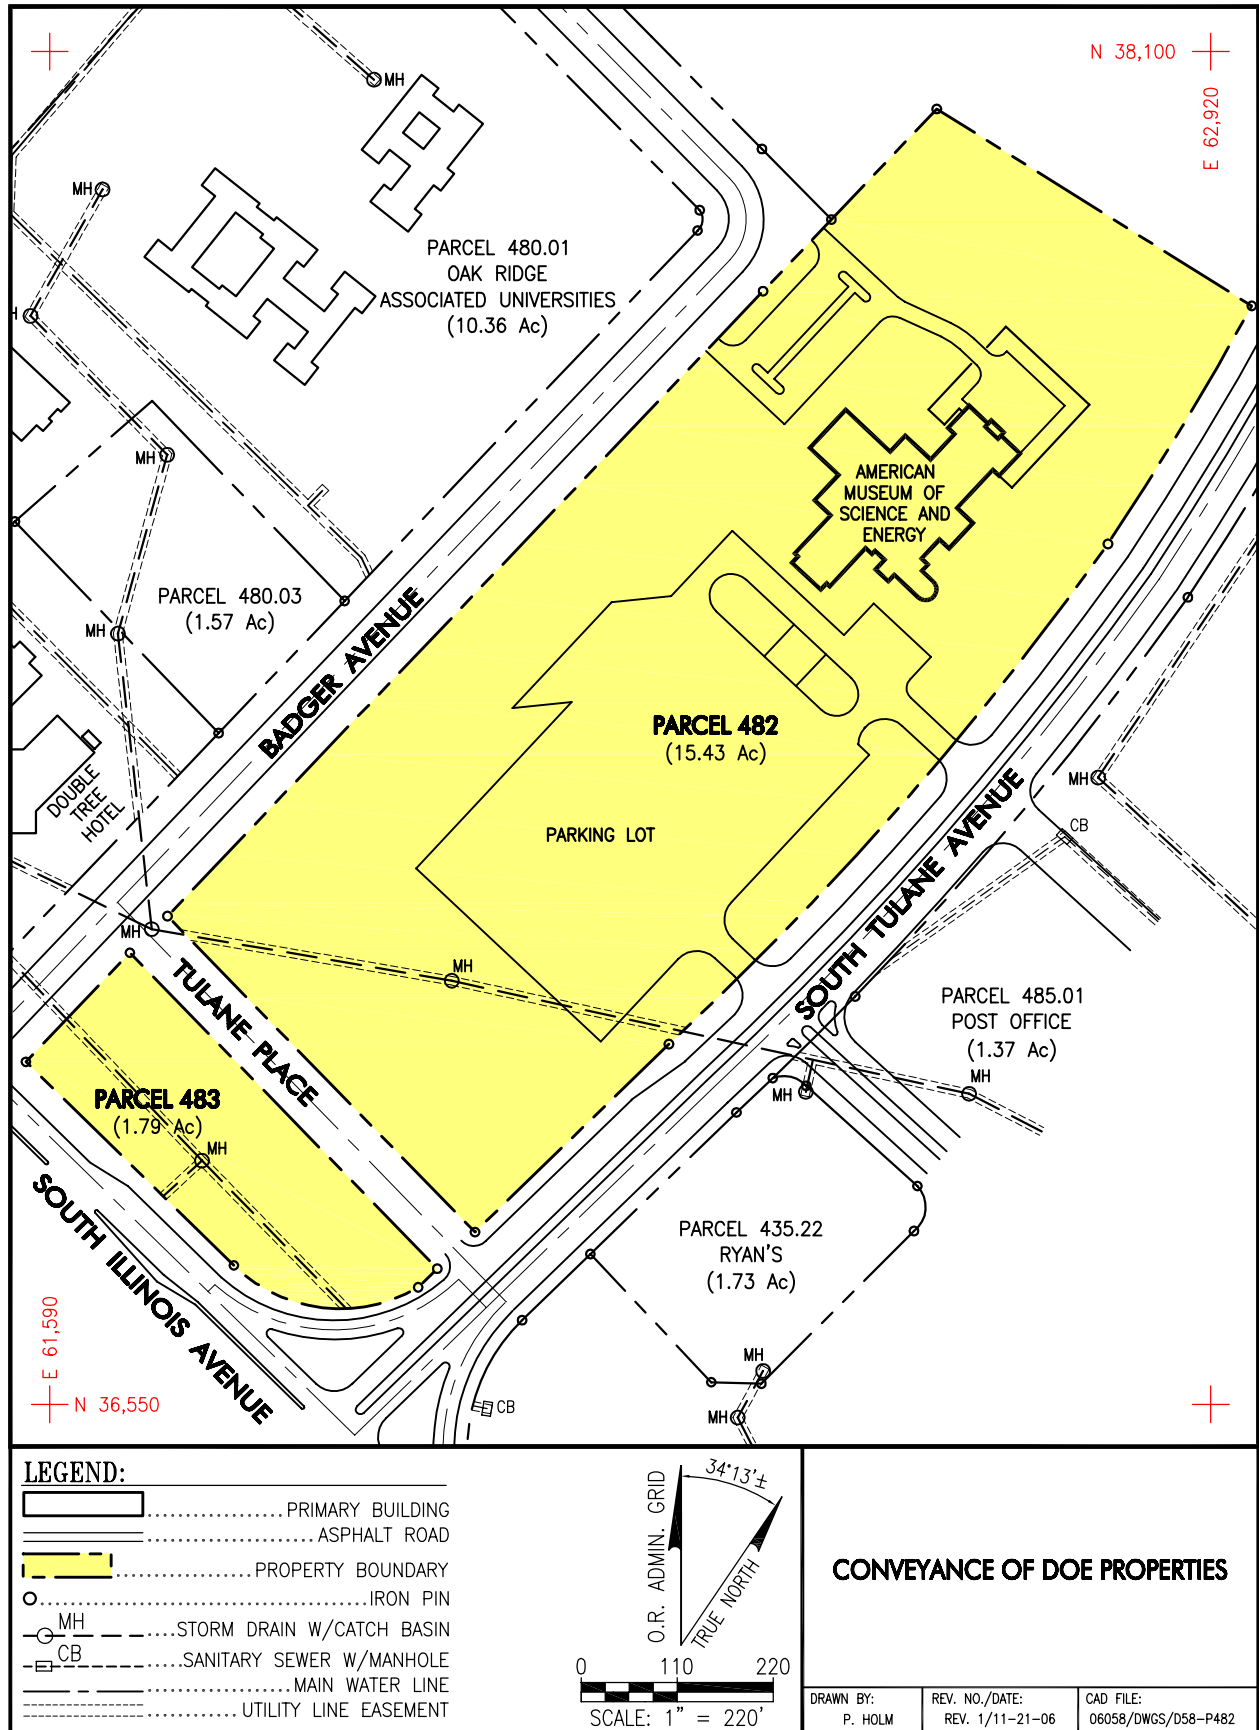 N 38,100
E 62,920
MH
MH
MH
PARCEL 480.01
OAK RIDGE
ASSOCIATED UNIVERSITIES
(10.36 Ac)
MH
AMERICAN
MUSEUM OF
SCIENCE AND
ENERGY
PARCEL 480.03
(1.57 Ac)
MH
BADGER AVENUE
PARCEL 482
(15.43 Ac)
DOUBLE
TREE
HOTEL
PARKING LOT
MH
CB
SOUTH TULANE AVENUE
MH
MH
TULANE PLACE
PARCEL 485.01
POST OFFICE
(1.37 Ac)
MH
MH
PARCEL 483
(1.79 Ac)
MH
SOUTH ILLINOIS AVENUE
PARCEL 435.22
RYAN'S
(1.73 Ac)
E 61,590
N 36,550
MH
MH
CB
LEGEND:
PRIMARY BUILDING
ASPHALT ROAD
PROPERTY BOUNDARY
IRON PIN
MH
STORM DRAIN W/CATCH BASIN
CB
SANITARY SEWER W/MANHOLE
MAIN WATER LINE
UTILITY LINE EASEMENT
O.R. ADMIN. GRID
34°13'±
TRUE NORTH
0 110 220
SCALE: 1" = 220'
CONVEYANCE OF DOE PROPERTIES
DRAWN BY:
P. HOLM
REV. NO./DATE:
REV. 1/11-21-06
CAD FILE:
06058/DWGS/D58-P482